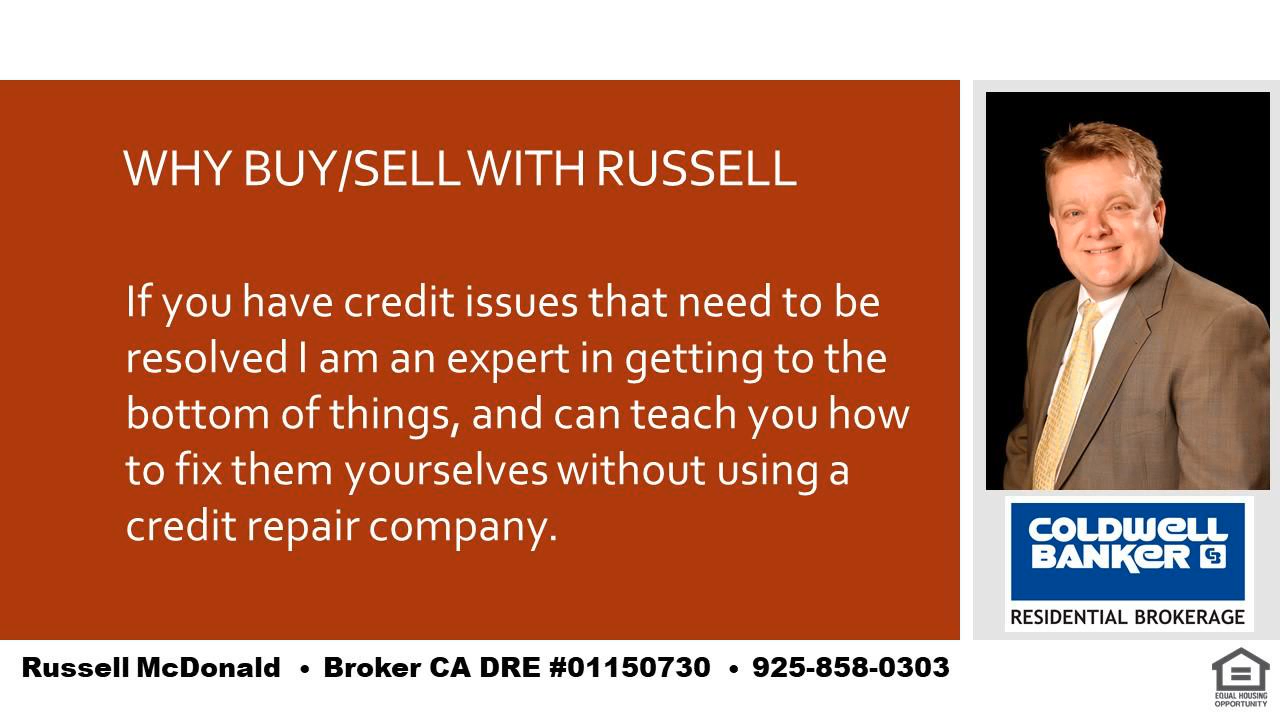 WHY BUY/SELL WITH RUSSELL
If you have credit issues that need to be
resolved I am an expert in getting to the
bottom of things, and can teach you how
to fix them yourselves without using a
credit repair company.
COLDWELL
BANKER CB
RESIDENTIAL BROKERAGE
Russell McDonald • Broker CA DRE #01150730 • 925-858-0303
EQUAL HOUSING
OPPORTUNITY